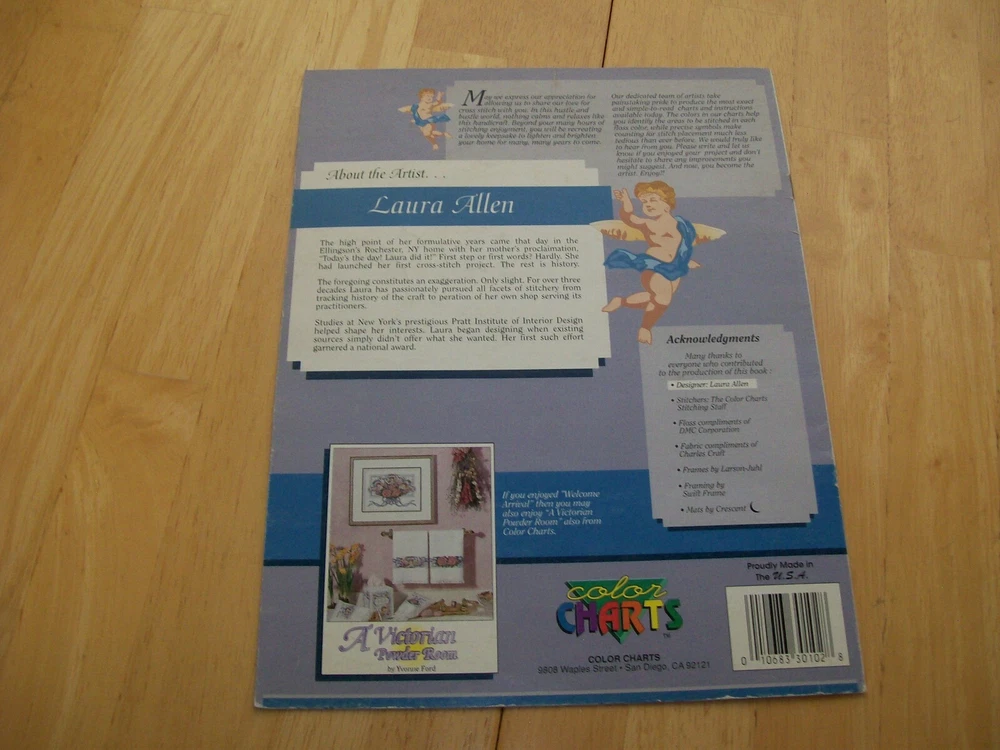 May we express our appreciation for
allowing us to share our love for
cross stitch with you. In this hustle and
bustle world, nothing calms and relaxes like
this handicraft. Beyond your many hours of
stitching enjoyment, you will be recreating
a lovely keepsake to lighten and brighten
your home for many, many years to come.
Our dedicated team of artists take
painstaking pride to produce the most exact
and simple-to-read charts and instructions
available today. The colors in our charts help
you identify the areas to be stitched in each
floss color, while precise symbols make
counting for stitch placement much less
tedious than ever before. We would truly like
to hear from you. Please write and let us
know if you enjoyed your project and don't
hesitate to share any improvements you
might suggest. And now, you become the
artist. Enjoy!!
About the Artist. . .
Laura Allen
The high point of her formulative years came that day in the
Ellingson's Rochester, NY home with her mother's proclaimation,
"Today's the day! Laura did it!" First step or first words? Hardly. She
had launched her first cross-stitch project. The rest is history.
The foregoing constitutes an exaggeration. Only slight. For over three
decades Laura has passionately pursued all facets of stitchery from
tracking history of the craft to peration of her own shop serving its
practitioners.
Studies at New York's prestigious Pratt Institute of Interior Design
helped shape her interests. Laura began designing when existing
sources simply didn't offer what she wanted. Her first such effort
garnered a national award.
Acknowledgments
Many thanks to
everyone who contributed
to the production of this book :
• Designer: Laura Allen
• Stitchers: The Color Charts
Stitching Staff
• Floss compliments of
DMC Corporation
• Fabric compliments of
Charles Craft
• Frames by Larson-Juhl
• Framing by
Swift Frame
• Mats by Crescent
If you enjoyed "Welcome
Arrival" then you may
also enjoy "A Victorian
Powder Room" also from
Color Charts.
A Victorian
Powder Room
by Yvonne Ford
color
CHARTS
TM
COLOR CHARTS
9808 Waples Street • San Diego, CA 92121
Proudly Made in
The U.S.A.
0 10683 30102 8